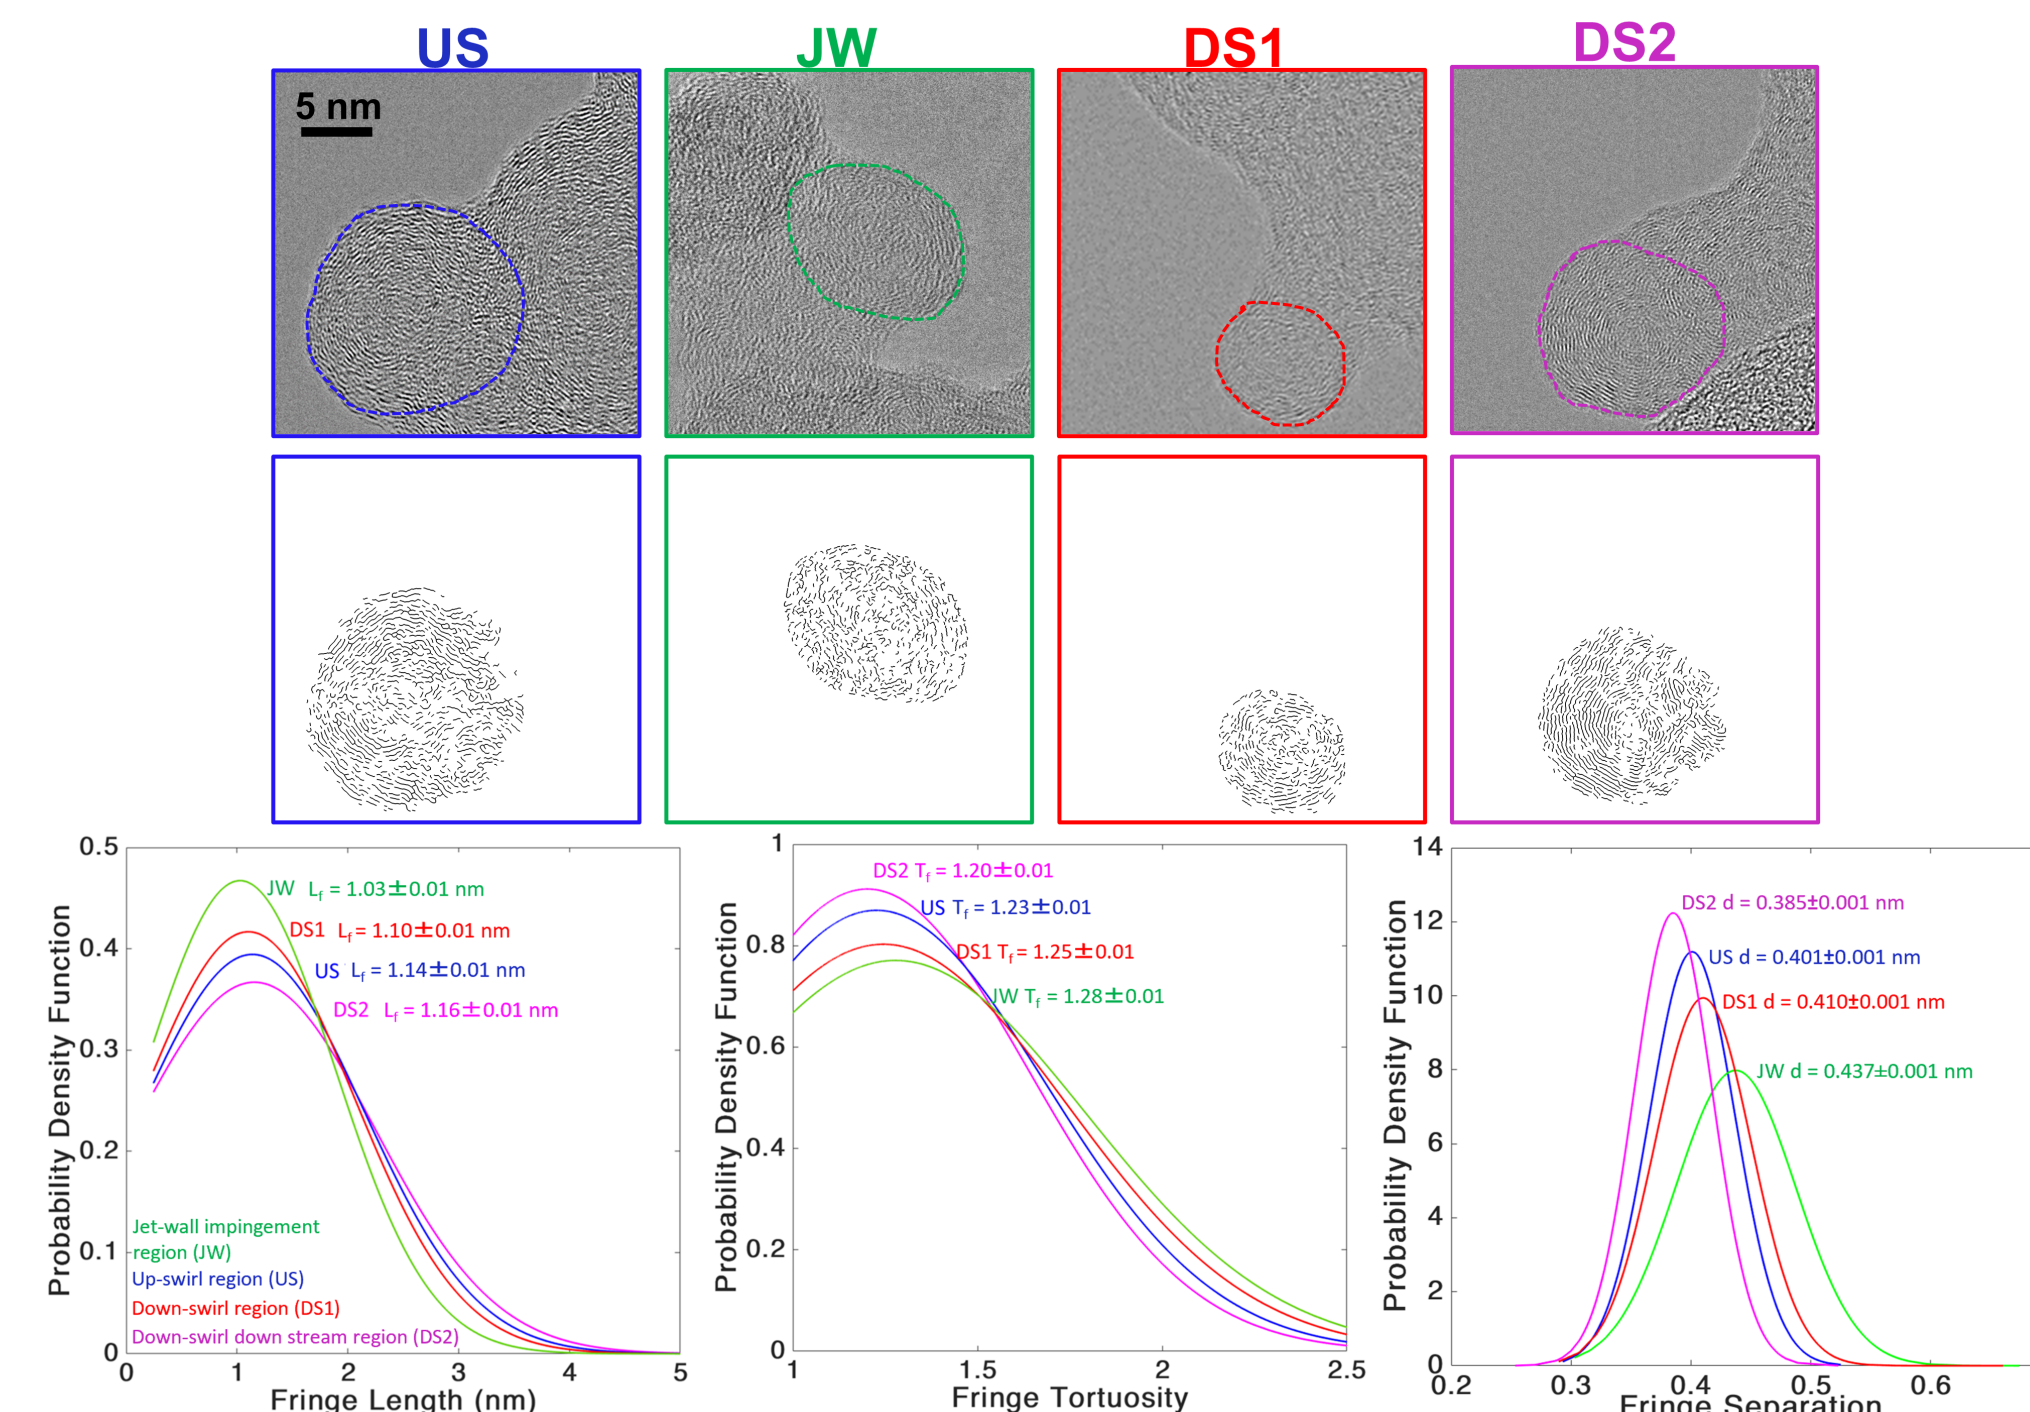 US
JW
DS1
DS2
5 nm
0.5
0.4
0.3
0.2
0.1
0
0
1
2
3
4
5
Probability Density Function
Fringe Length (nm)
JW Lf = 1.03±0.01 nm
DS1 Lf = 1.10±0.01 nm
US Lf = 1.14±0.01 nm
DS2 Lf = 1.16±0.01 nm
Jet-wall impingement
region (JW)
Up-swirl region (US)
Down-swirl region (DS1)
Down-swirl down stream region (DS2)
1
0.8
0.6
0.4
0.2
0
1
1.5
2
2.5
Probability Density Function
Fringe Tortuosity
DS2 Tf = 1.20±0.01
US Tf = 1.23±0.01
DS1 Tf = 1.25±0.01
JW Tf = 1.28±0.01
14
12
10
8
6
4
2
0
0.2
0.3
0.4
0.5
0.6
Probability Density Function
Fringe Separation
DS2 d = 0.385±0.001 nm
US d = 0.401±0.001 nm
DS1 d = 0.410±0.001 nm
JW d = 0.437±0.001 nm